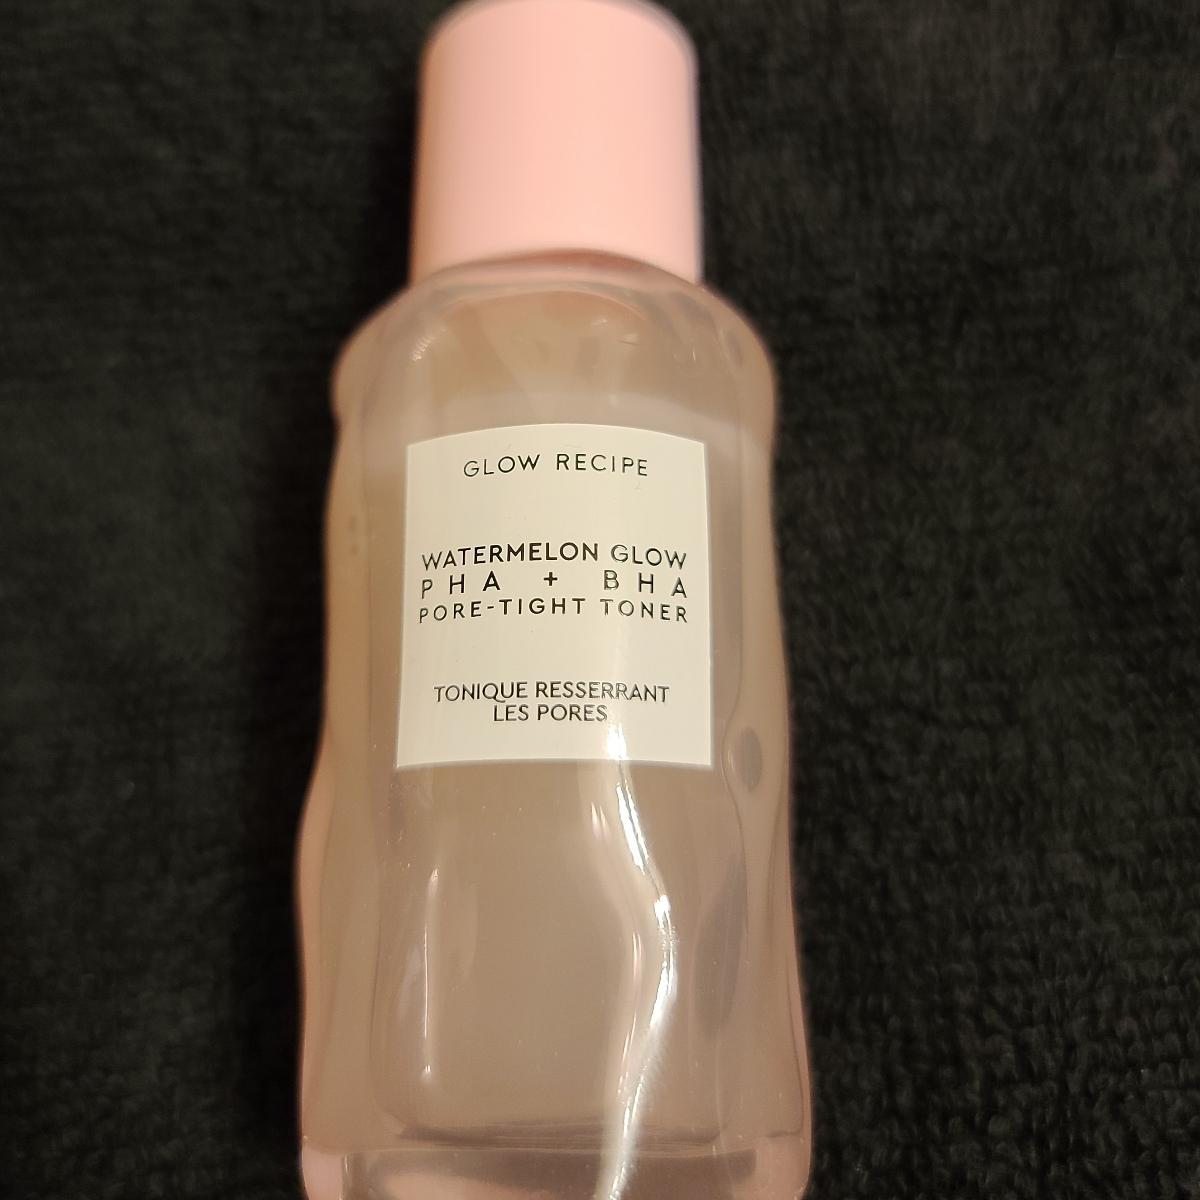 GLOW RECIPE
WATERMELON GLOW
PHA + BHA
PORE-TIGHT TONER
TONIQUE RESSERRANT
LES PORES